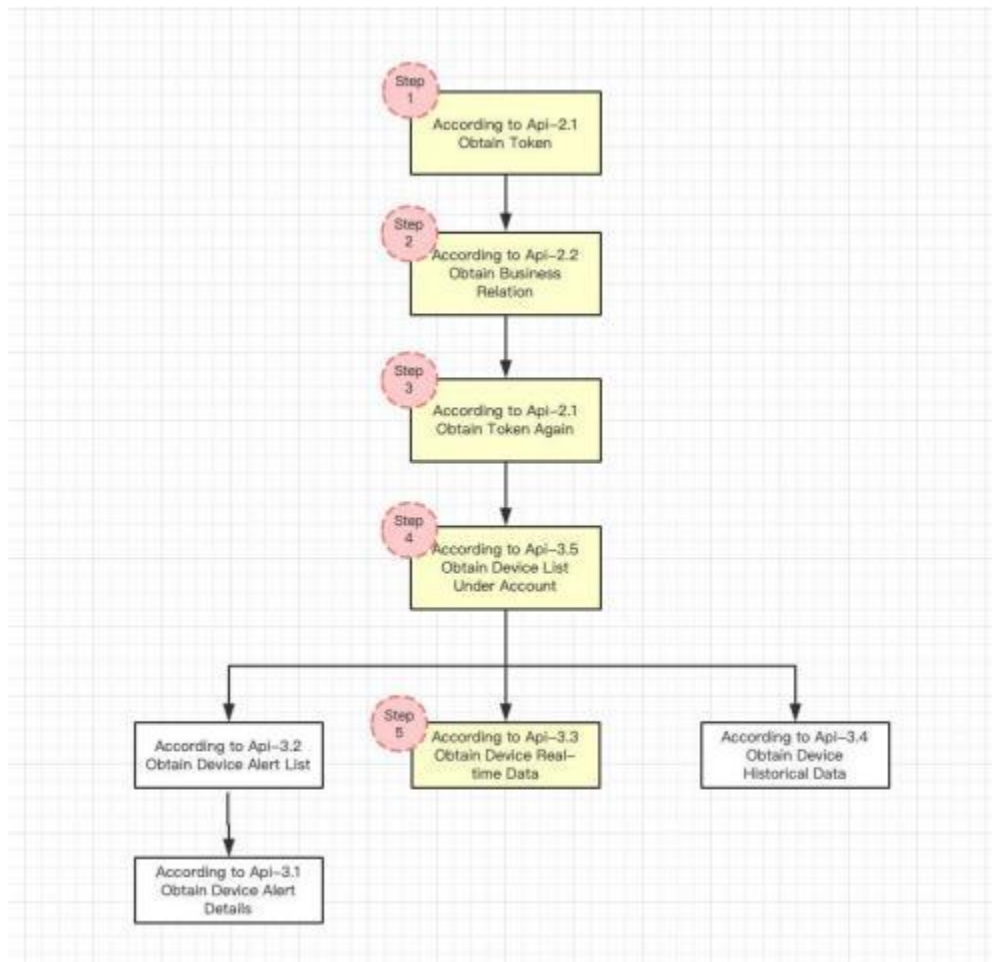 Step
1
According to Api-2.1
Obtain Token
Step
2
According to Api-2.2
Obtain Business
Relation
Step
3
According to Api-2.1
Obtain Token Again
Step
4
According to Api-3.5
Obtain Device List
Under Account
According to Api-3.2
Obtain Device Alert List
Step
5
According to Api-3.3
Obtain Device Real-
time Data
According to Api-3.4
Obtain Device
Historical Data
According to Api-3.1
Obtain Device Alert
Details